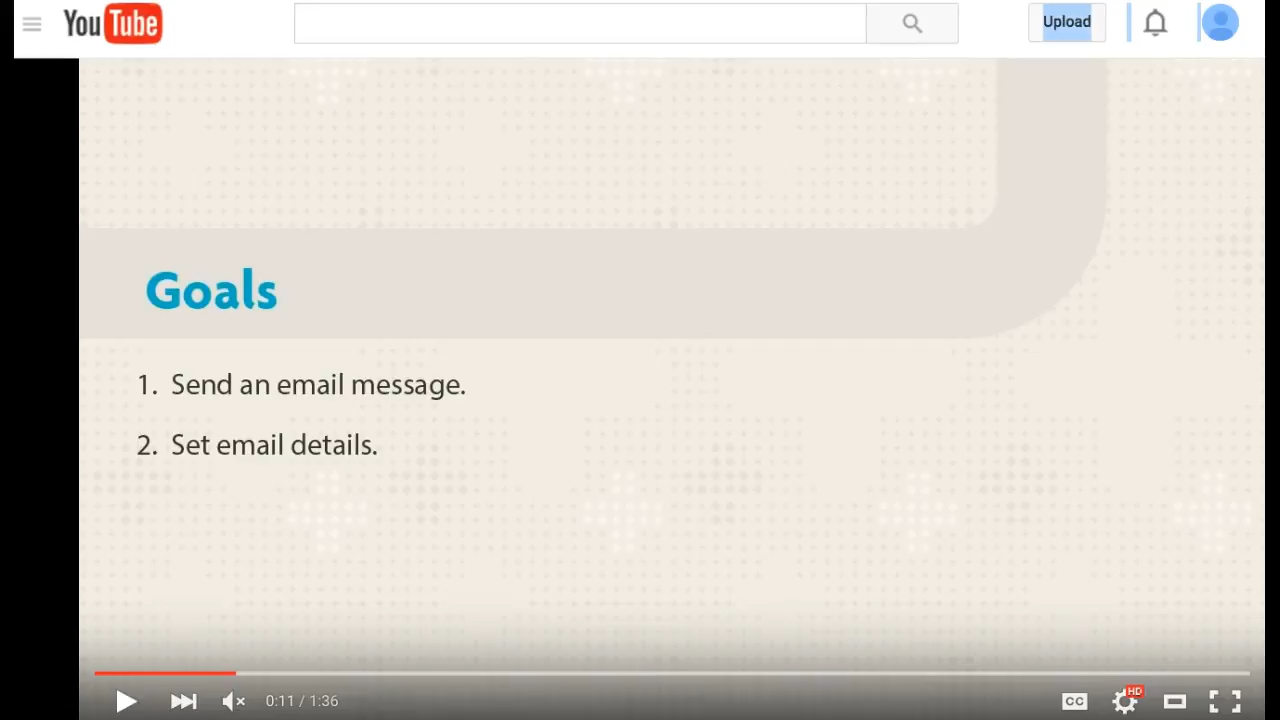 YouTube
Upload
Goals
1. Send an email message.
2. Set email details.
0:11 / 1:36
CC
HD